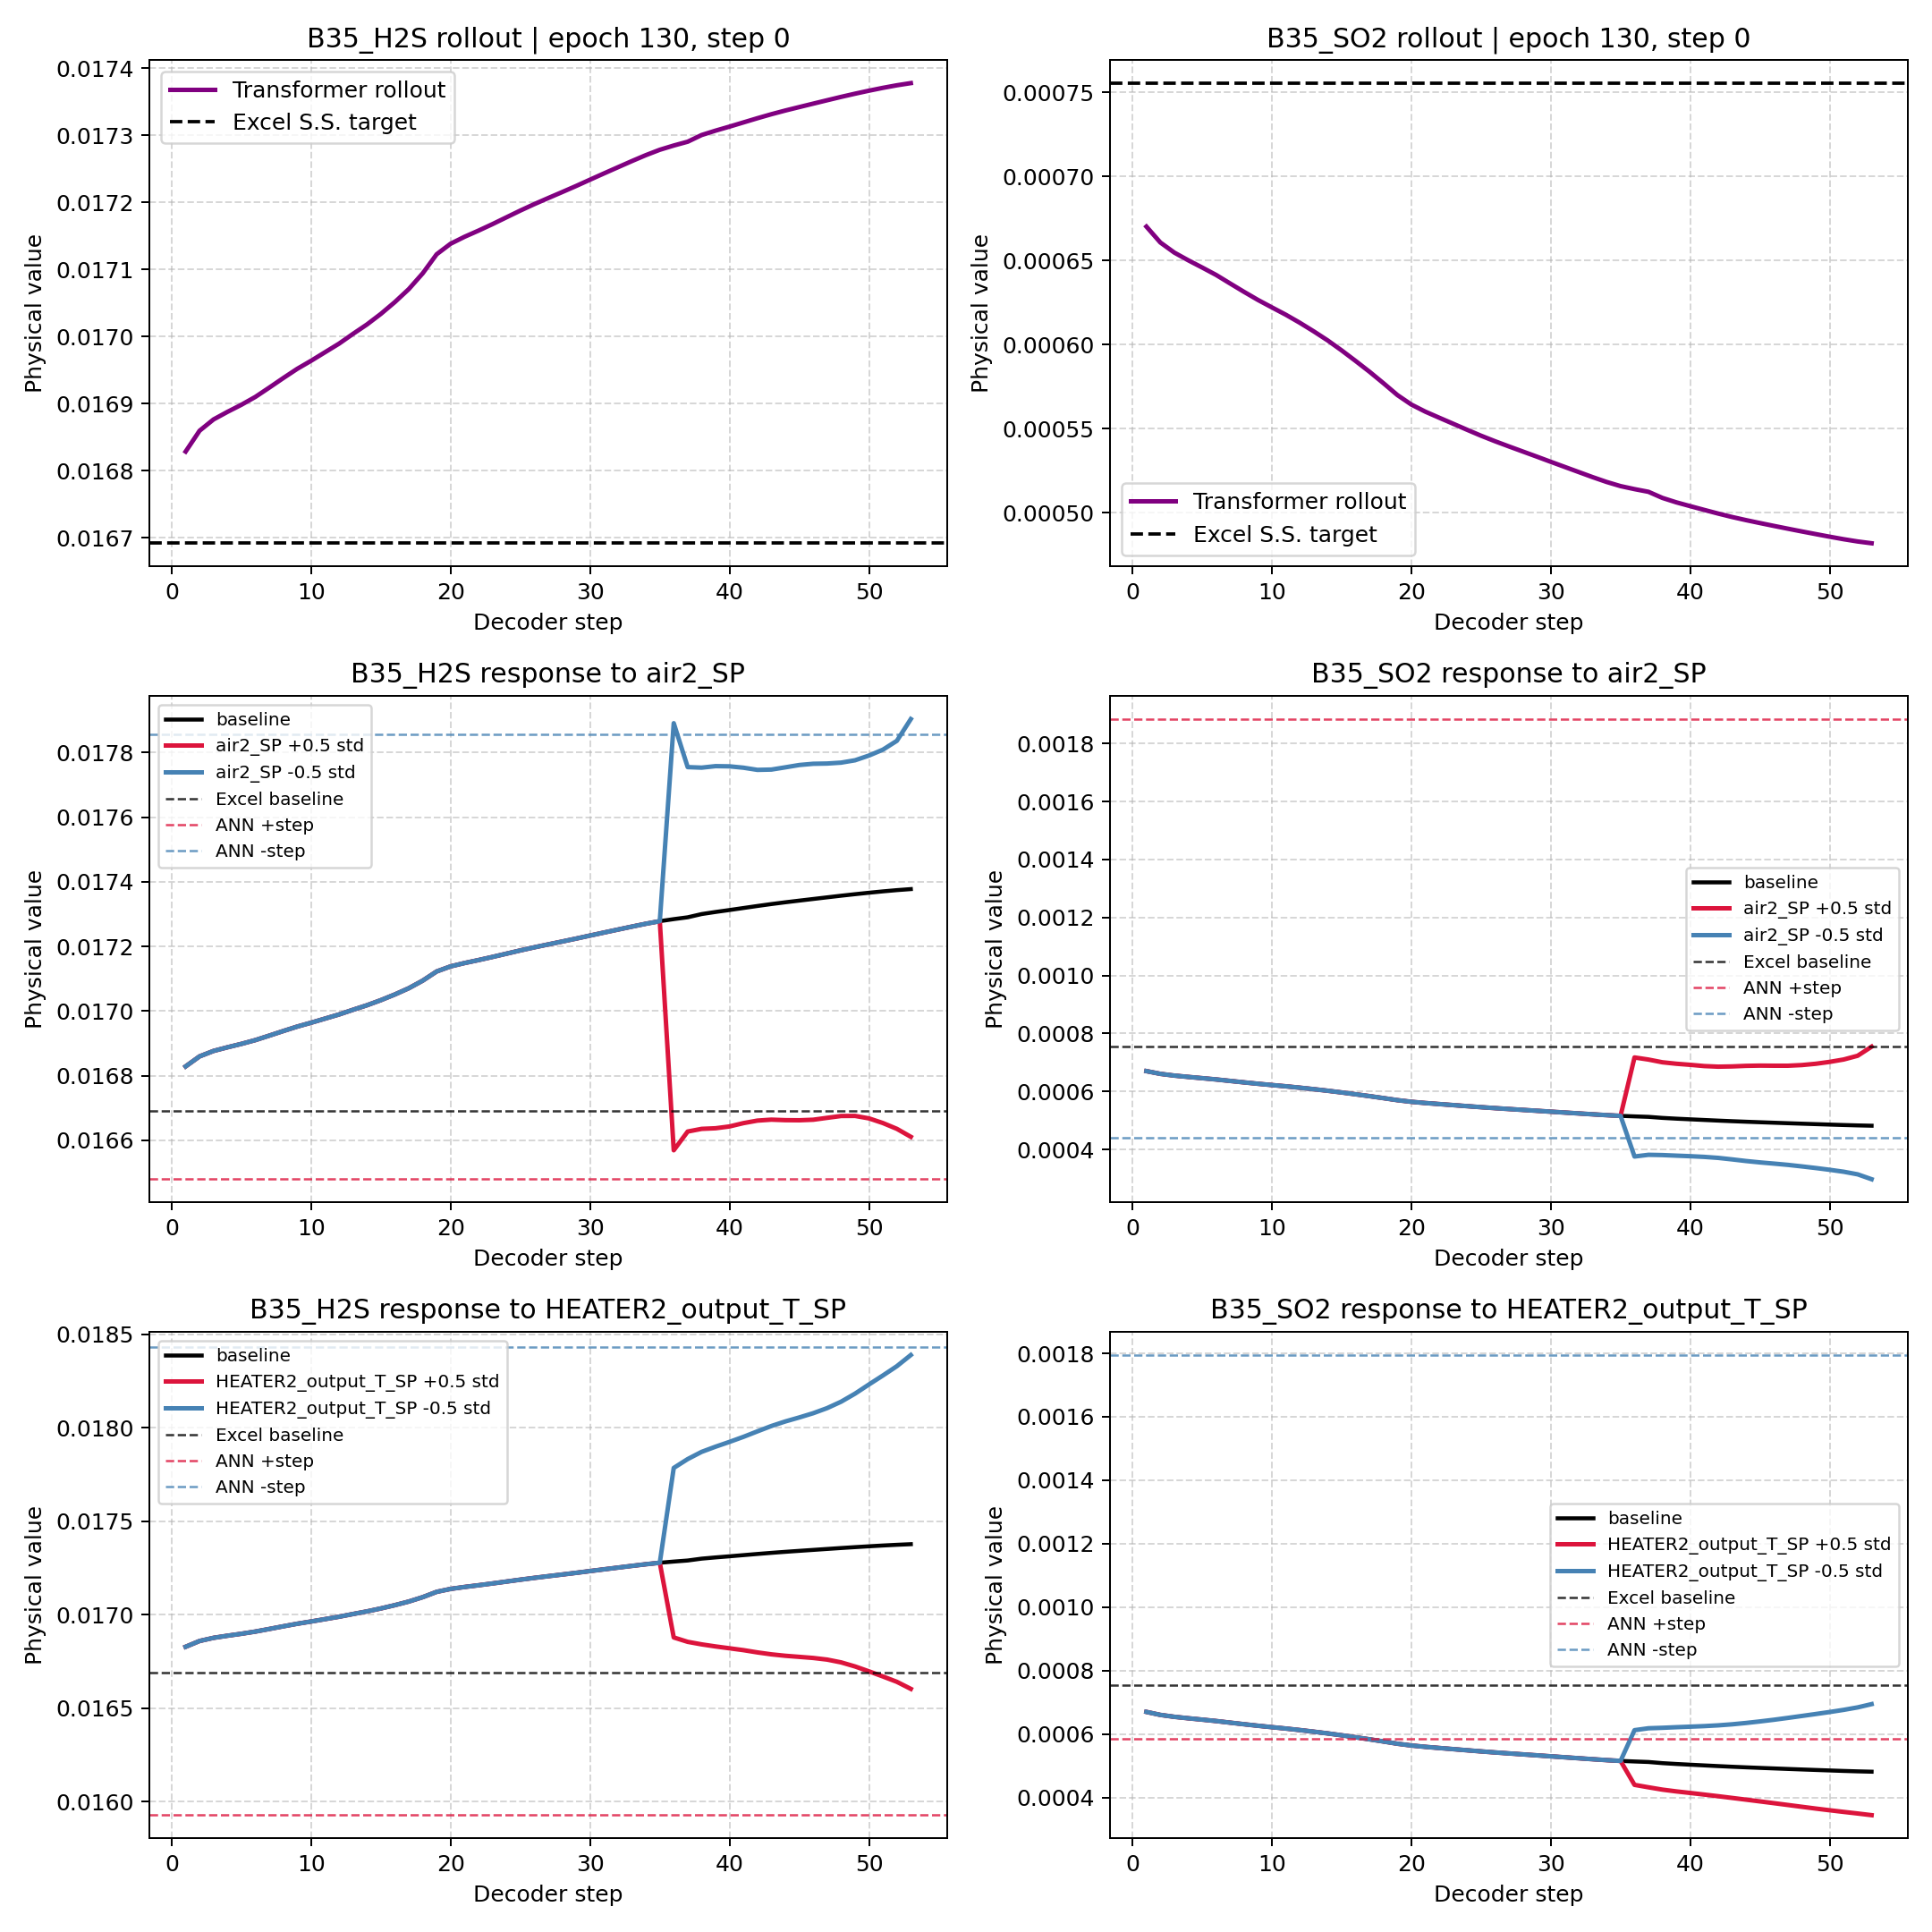 B35_H2S rollout | epoch 130, step 0
Physical value
0.0174
0.0173
0.0172
0.0171
0.0170
0.0169
0.0168
0.0167
Transformer rollout
Excel S.S. target
0 10 20 30 40 50
Decoder step
B35_SO2 rollout | epoch 130, step 0
Physical value
0.00075
0.00070
0.00065
0.00060
0.00055
0.00050
Transformer rollout
Excel S.S. target
0 10 20 30 40 50
Decoder step
B35_H2S response to air2_SP
Physical value
0.0178
0.0176
0.0174
0.0172
0.0170
0.0168
0.0166
baseline
air2_SP +0.5 std
air2_SP -0.5 std
Excel baseline
ANN +step
ANN -step
0 10 20 30 40 50
Decoder step
B35_SO2 response to air2_SP
Physical value
0.0018
0.0016
0.0014
0.0012
0.0010
0.0008
0.0006
0.0004
baseline
air2_SP +0.5 std
air2_SP -0.5 std
Excel baseline
ANN +step
ANN -step
0 10 20 30 40 50
Decoder step
B35_H2S response to HEATER2_output_T_SP
Physical value
0.0185
0.0180
0.0175
0.0170
0.0165
0.0160
baseline
HEATER2_output_T_SP +0.5 std
HEATER2_output_T_SP -0.5 std
Excel baseline
ANN +step
ANN -step
0 10 20 30 40 50
Decoder step
B35_SO2 response to HEATER2_output_T_SP
Physical value
0.0018
0.0016
0.0014
0.0012
0.0010
0.0008
0.0006
0.0004
baseline
HEATER2_output_T_SP +0.5 std
HEATER2_output_T_SP -0.5 std
Excel baseline
ANN +step
ANN -step
0 10 20 30 40 50
Decoder step